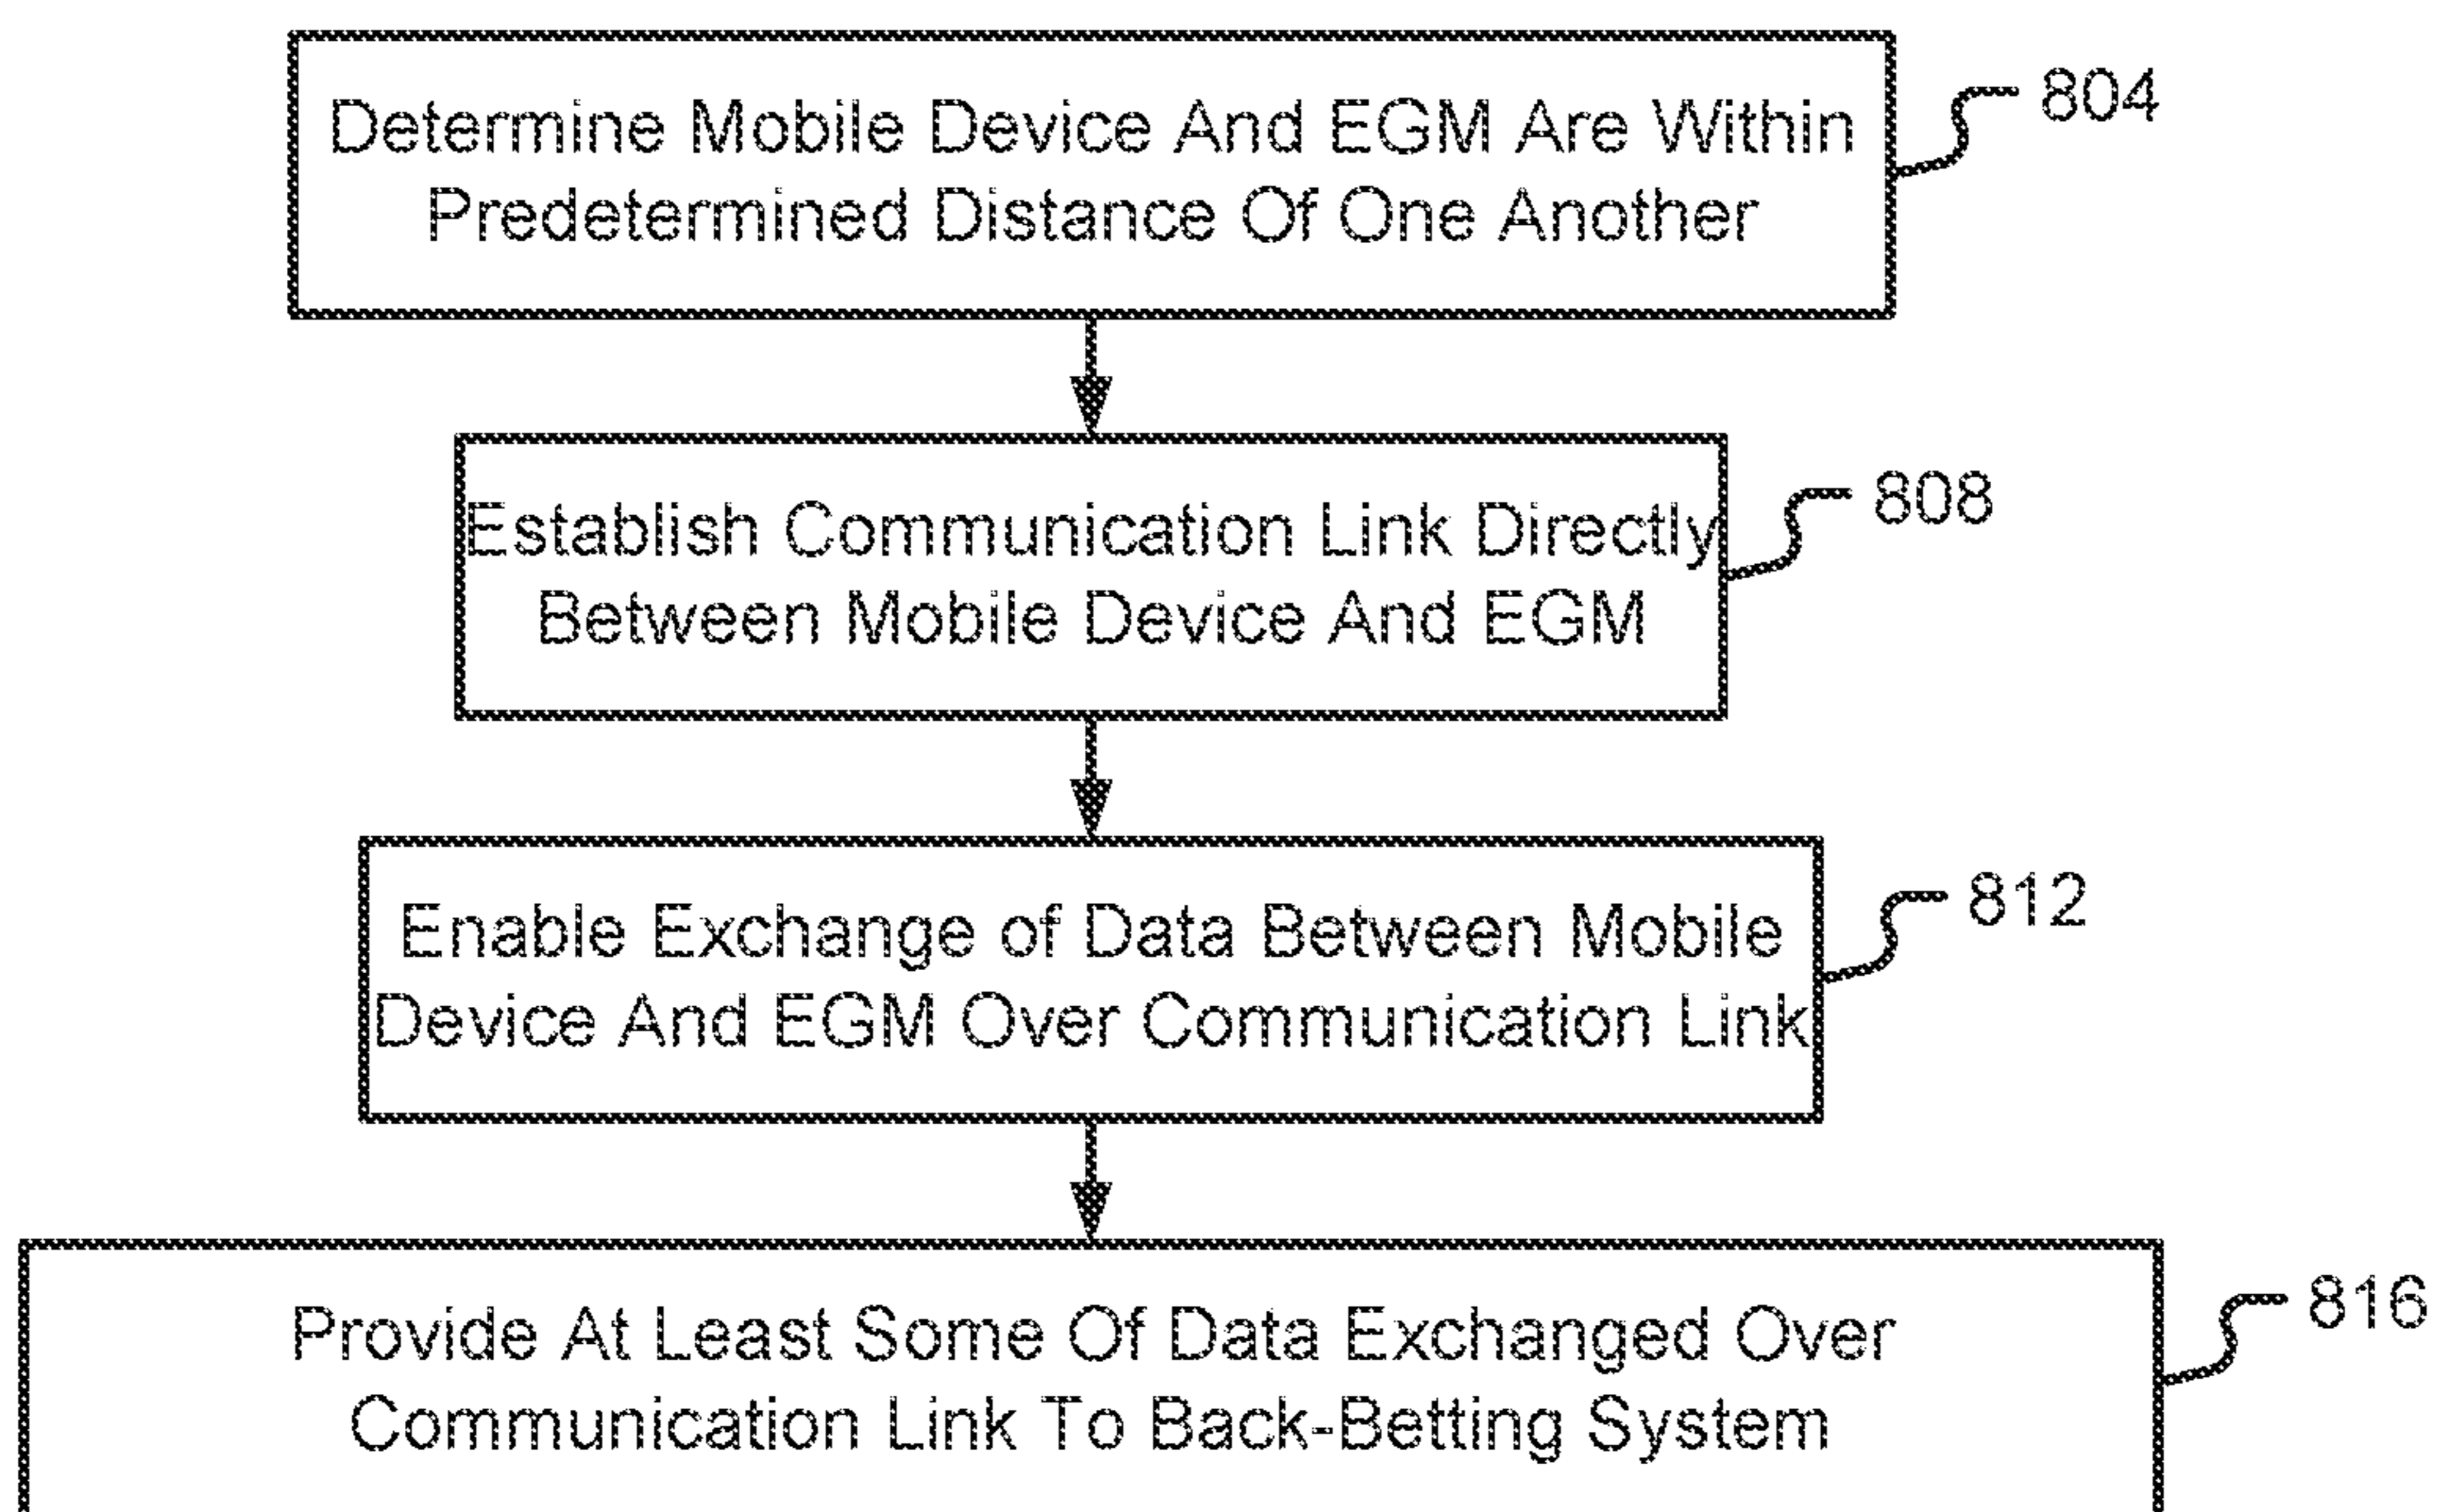 Determine Mobile Device And EGM Are Within
Predetermined Distance Of One Another
804
Establish Communication Link Directly
Between Mobile Device And EGM
808
Enable Exchange of Data Between Mobile
Device And EGM Over Communication Link
812
Provide At Least Some Of Data Exchanged Over
Communication Link To Back-Betting System
816